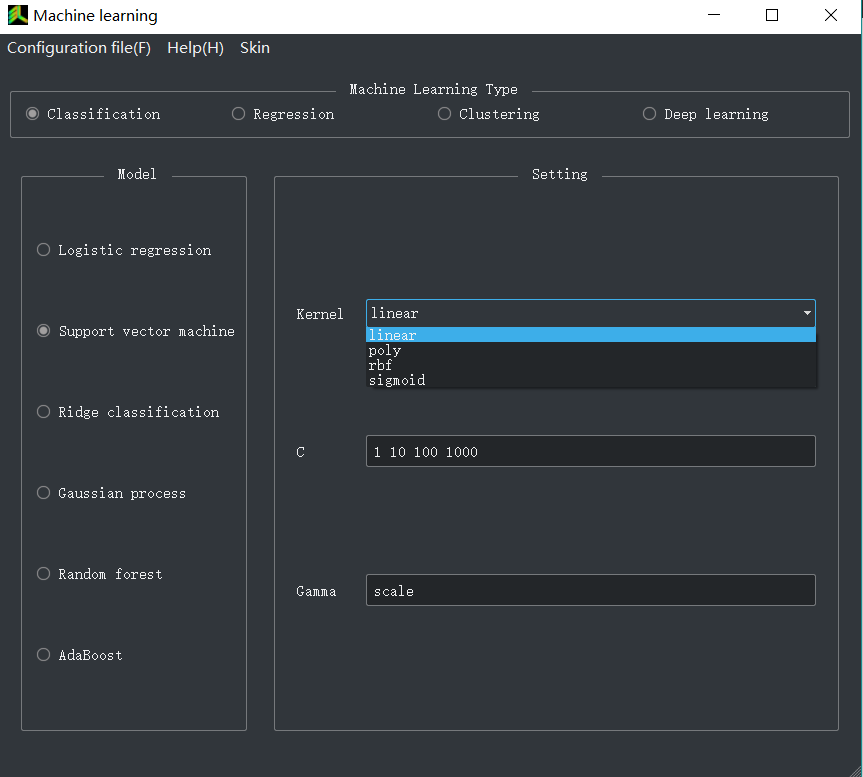 Machine learning
Configuration file(F) Help(H) Skin
Machine Learning Type
Classification Regression Clustering Deep learning
Model
Logistic regression
Support vector machine
Ridge classification
Gaussian process
Random forest
AdaBoost
Setting
Kernel linear
linear
poly
rbf
sigmoid
C 1 10 100 1000
Gamma scale